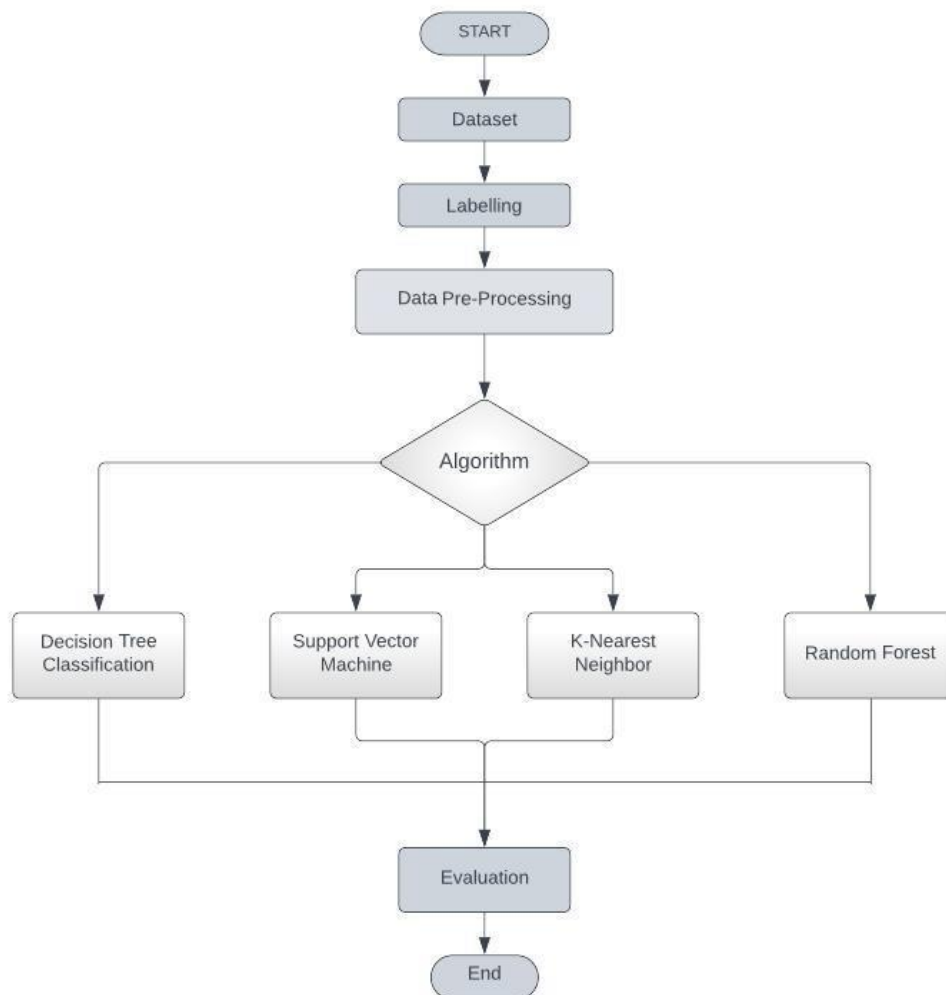 START
Dataset
Labelling
Data Pre-Processing
Algorithm
Decision Tree
Classification
Support Vector
Machine
K-Nearest
Neighbor
Random Forest
Evaluation
End